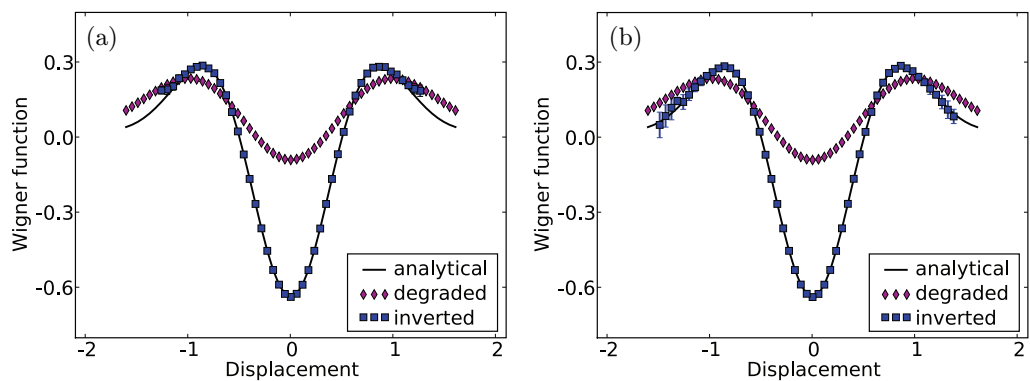 (a)
Wigner function
0.3
0.0
-0.3
-0.6
-2 -1 0 1 2
Displacement
analytical
degraded
inverted
(b)
Wigner function
0.3
0.0
-0.3
-0.6
-2 -1 0 1 2
Displacement
analytical
degraded
inverted